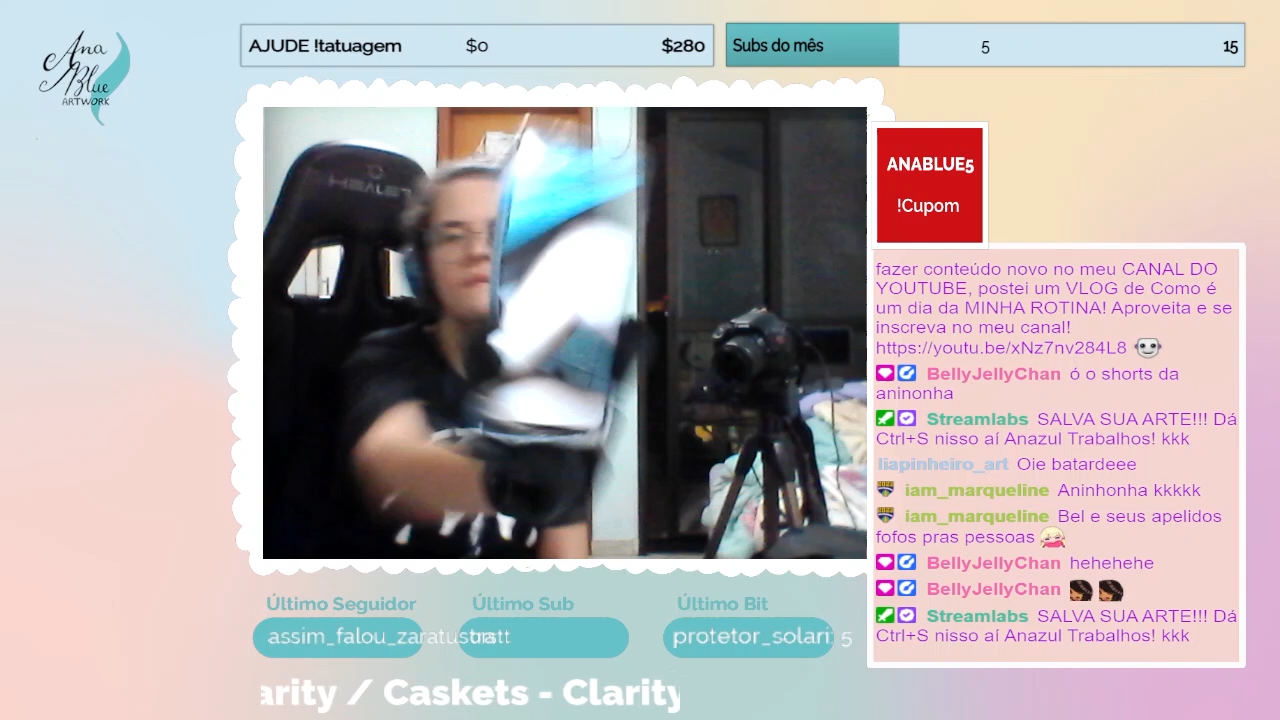 Ana
Blue
ARTWORK
AJUDE !tatuagem $0 $280
Subs do mês 5 15
HEALER
ANABLUE5
!Cupom
fazer conteúdo novo no meu CANAL DO
YOUTUBE, postei um VLOG de Como é
um dia da MINHA ROTINA! Aproveita e se
inscreva no meu canal!
https://youtu.be/xNz7nv284L8
BellyJellyChan ó o shorts da
aninonha
Streamlabs SALVA SUA ARTE!!! Dá
Ctrl+S nisso aí Anazul Trabalhos! kkk
liapinheiro_art Oie batardeee
iam_marqueline Aninhonha kkkkk
iam_marqueline Bel e seus apelidos
fofos pras pessoas
BellyJellyChan hehehehe
BellyJellyChan
Streamlabs SALVA SUA ARTE!!! Dá
Ctrl+S nisso aí Anazul Trabalhos! kkk
Último Seguidor
Último Sub
Último Bit
assim_falou_zaratustra
protetor_solari 5
arity / Caskets - Clarity